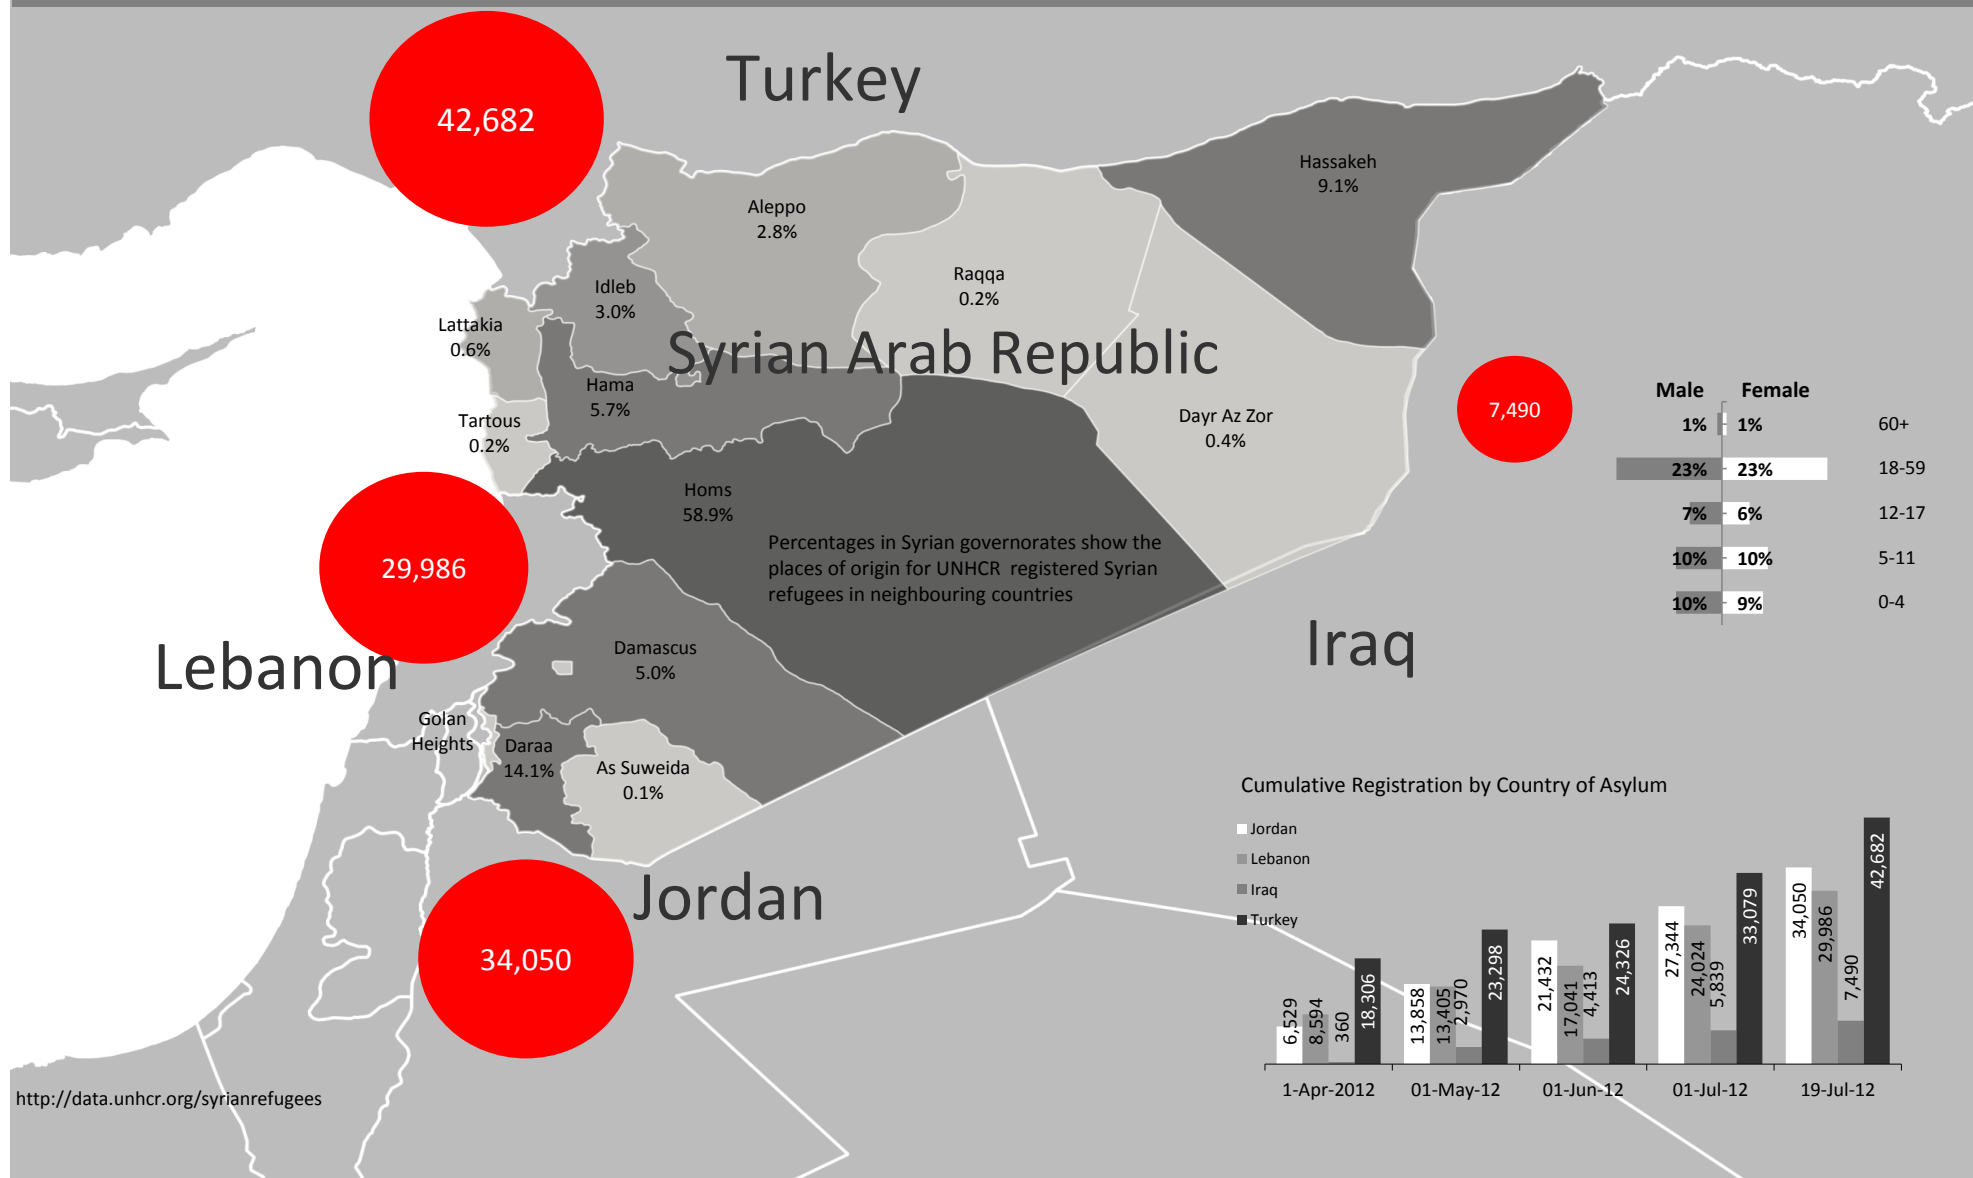 Turkey
42,682
Hassakeh
9.1%
Aleppo
2.8%
Raqqa
0.2%
Idleb
3.0%
Lattakia
0.6%
Syrian Arab Republic
Hama
5.7%
Tartous
0.2%
Dayr Az Zor
0.4%
7,490
Male Female
1% 1% 60+
23% 23% 18-59
7% 6% 12-17
10% 10% 5-11
10% 9% 0-4
Homs
58.9%
Percentages in Syrian governorates show the
places of origin for UNHCR registered Syrian
refugees in neighbouring countries
29,986
Lebanon
Damascus
5.0%
Iraq
Golan
Heights
Daraa
14.1%
As Suweida
0.1%
Jordan
34,050
Cumulative Registration by Country of Asylum
Jordan
Lebanon
Iraq
Turkey
6,529 8,594 360 18,306
13,858 13,405 2,970 23,298
21,432 17,041 4,413 24,326
27,344 24,024 5,839 33,079
34,050 29,986 7,490 42,682
1-Apr-2012 01-May-12 01-Jun-12 01-Jul-12 19-Jul-12
http://data.unhcr.org/syrianrefugees